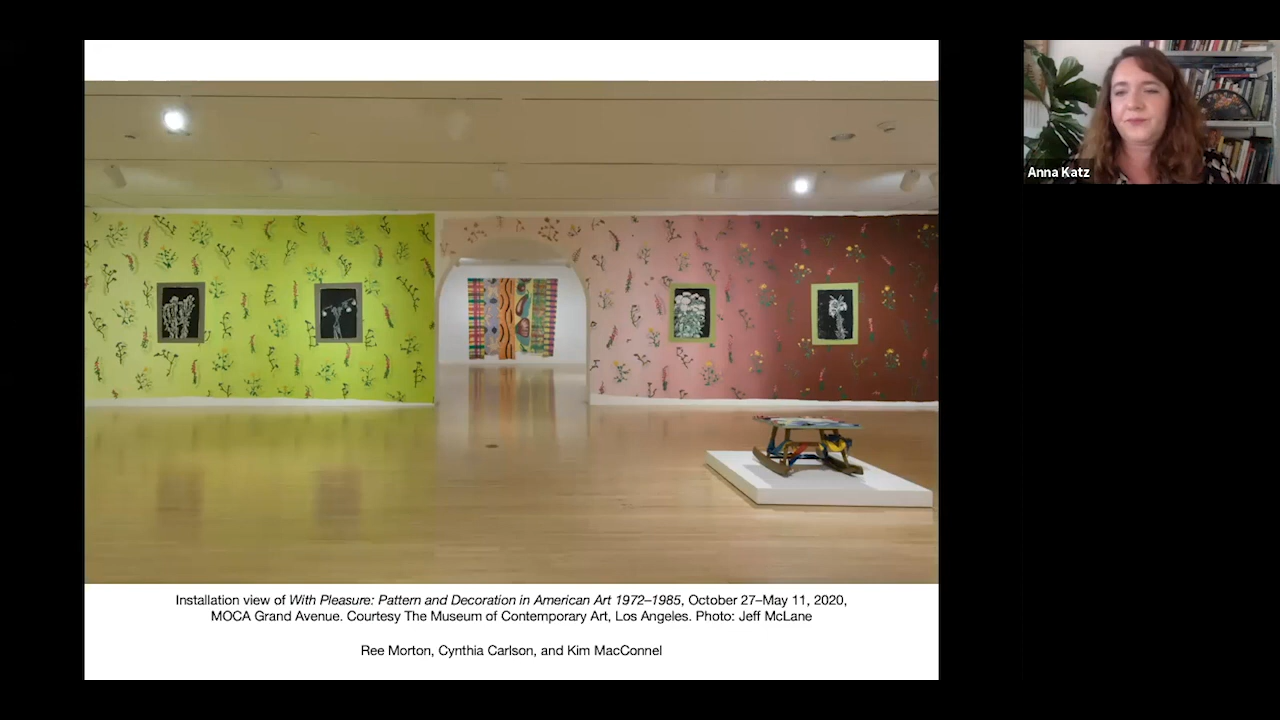 Installation view of With Pleasure: Pattern and Decoration in American Art 1972–1985, October 27–May 11, 2020,
MOCA Grand Avenue. Courtesy The Museum of Contemporary Art, Los Angeles. Photo: Jeff McLane
Ree Morton, Cynthia Carlson, and Kim MacConnel
Anna Katz